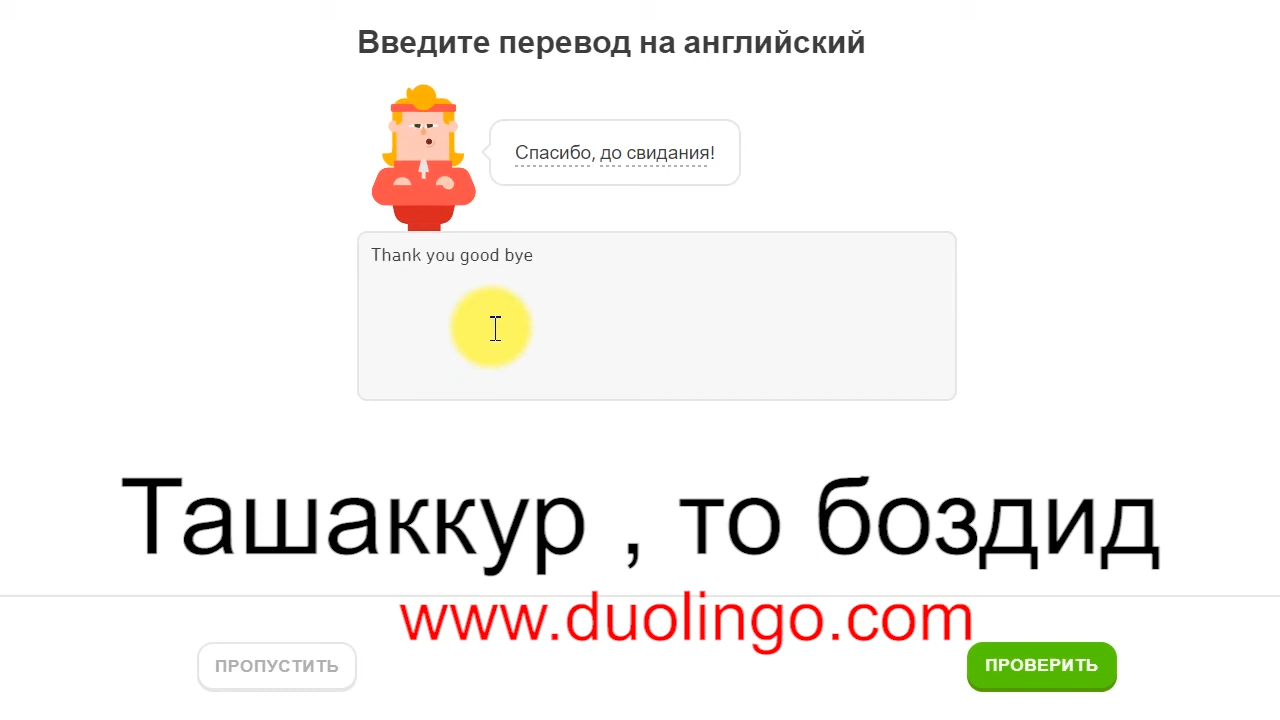 Введите перевод на английский
Спасибо, до свидания!
Thank you good bye
Ташаккур , то боздид
www.duolingo.com
ПРОПУСТИТЬ
ПРОВЕРИТЬ